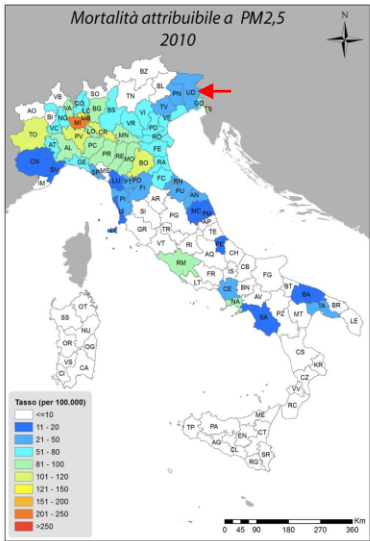 Mortalità attribuibile a PM2,5
2010
N
BZ
VB
SO
BL
PN
UD
TN
AO
BI
VA
CO
LC
BG
BS
TV
GO
TS
NO
MB
VI
VE
VC
MI
VR
PD
TO
PV
LO
CR
MN
RO
AT
AL
PC
PR
RE
MO
FE
CN
GE
BO
RA
SV
SP
MS
FC
RN
IM
LU
PT
PO
FI
PU
AN
PI
AR
MC
FM
LI
SI
PG
AP
GR
TR
TE
VT
RI
AQ
PE
CH
RM
FR
IS
CB
FG
LT
CE
BN
BT
BA
NA
AV
TA
BR
SA
PZ
MT
LE
OT
SS
NU
OR
OG
VS
CI
CA
CS
KR
CZ
VV
RC
ME
TP
PA
EN
CT
AG
CL
SR
RG
Tasso (per 100.000)
<=10
11 - 20
21 - 50
51 - 80
81 - 100
101 - 120
121 - 150
151 - 200
201 - 250
>250
Km
0 45 90 180 270 360